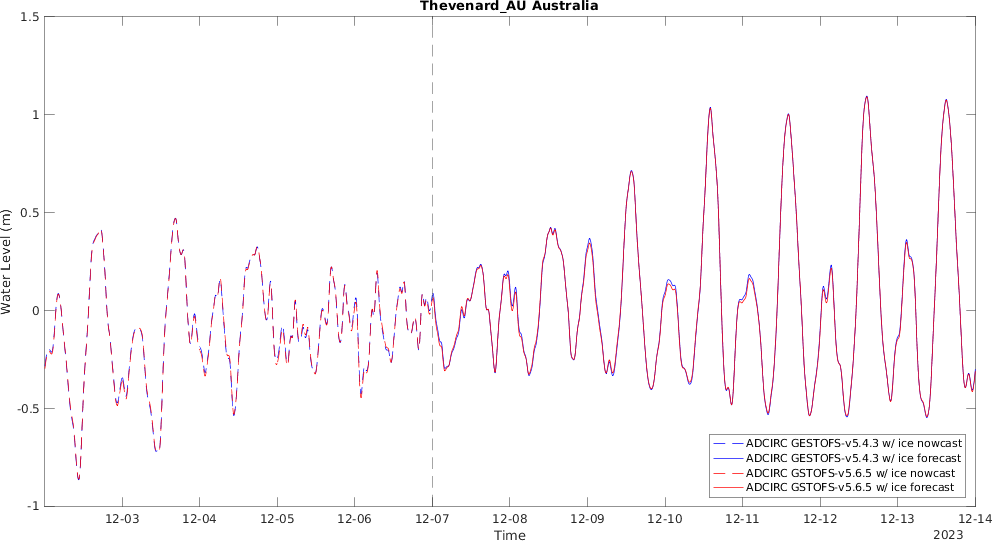 Thevenard_AU Australia
1.5
1
0.5
0
-0.5
-1
Water Level (m)
12-03 12-04 12-05 12-06 12-07 12-08 12-09 12-10 12-11 12-12 12-13 12-14
Time
2023
ADCIRC GESTOFS-v5.4.3 w/ ice nowcast
ADCIRC GESTOFS-v5.4.3 w/ ice forecast
ADCIRC GSTOFS-v5.6.5 w/ ice nowcast
ADCIRC GSTOFS-v5.6.5 w/ ice forecast